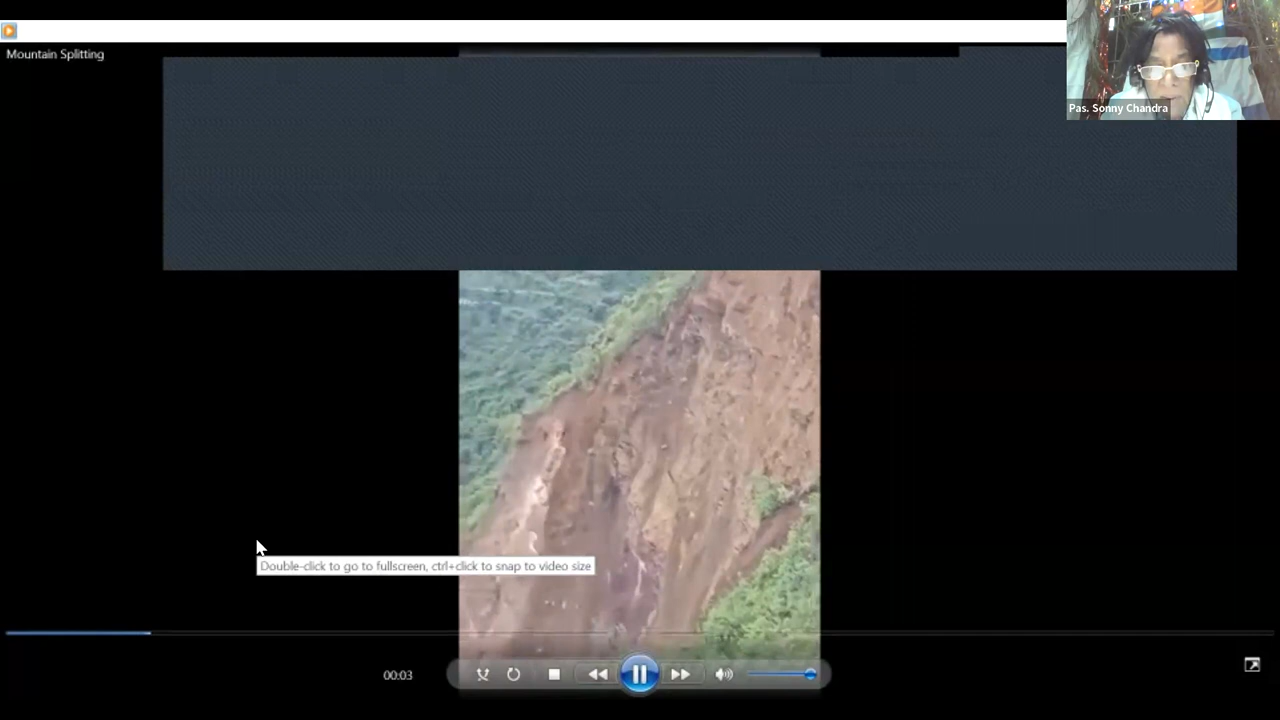 Mountain Splitting
Pas. Sonny Chandra
Double-click to go to fullscreen, ctrl+click to snap to video size
00:03